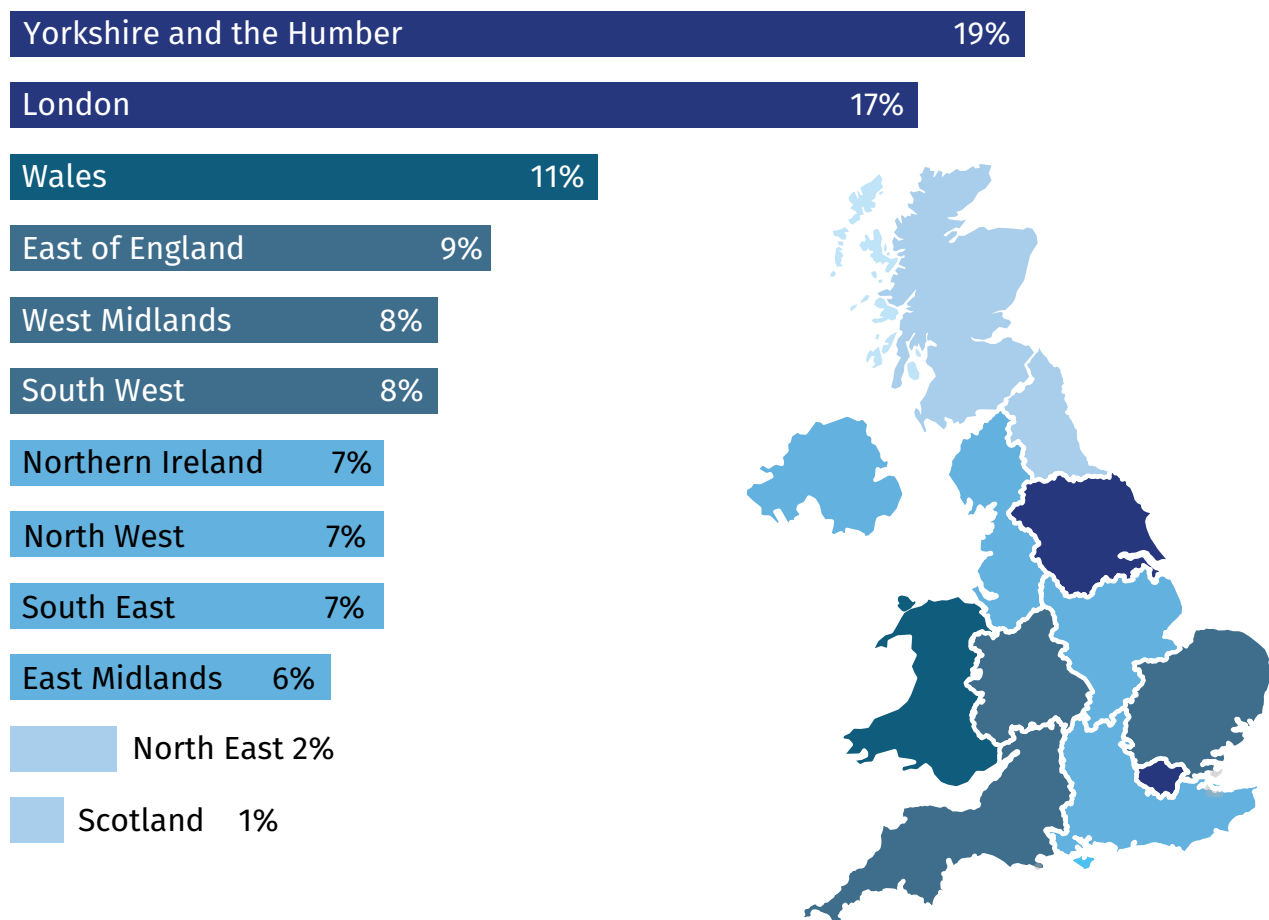 Yorkshire and the Humber 19%
London 17%
Wales 11%
East of England 9%
West Midlands 8%
South West 8%
Northern Ireland 7%
North West 7%
South East 7%
East Midlands 6%
North East 2%
Scotland 1%